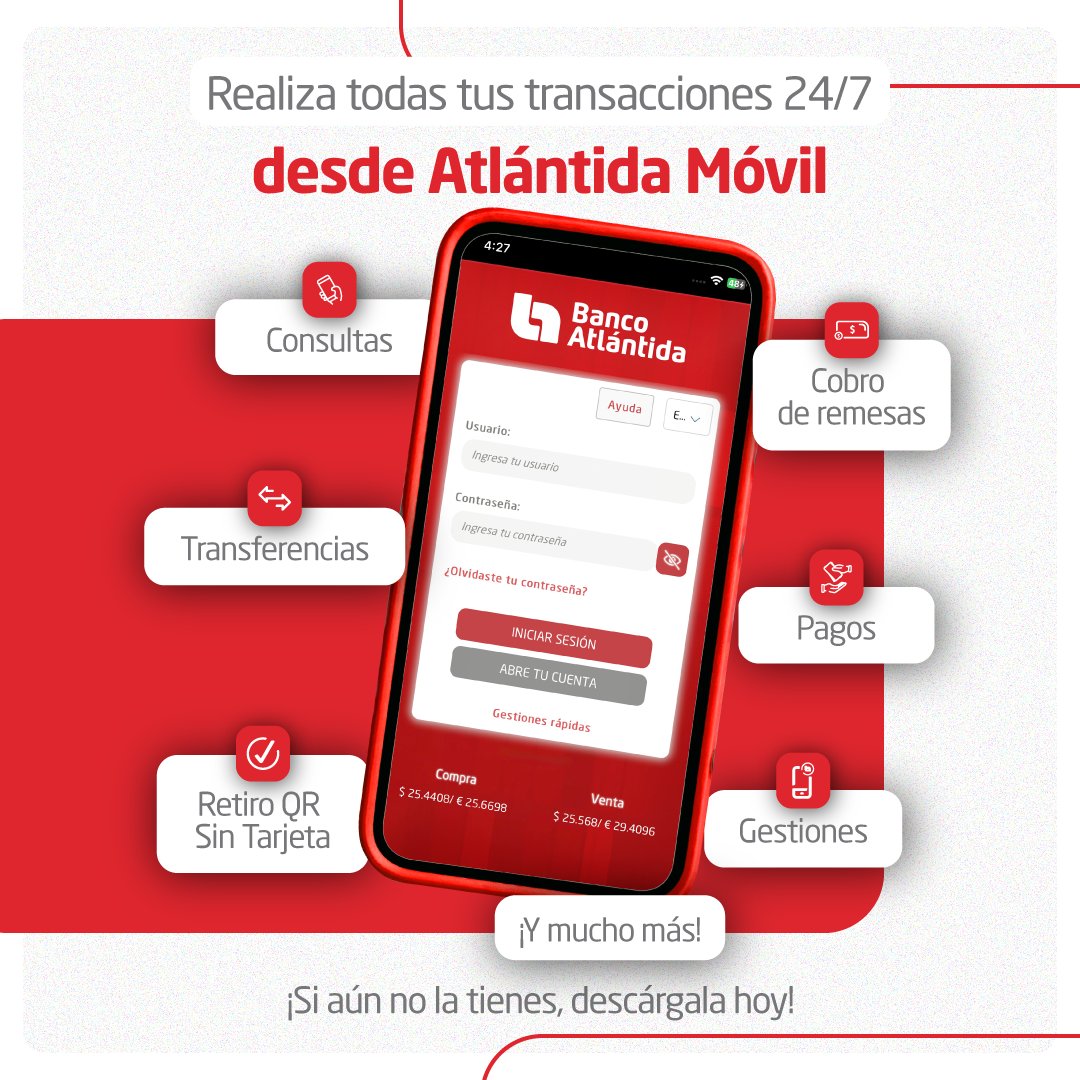 Realiza todas tus transacciones 24/7
desde Atlántida Móvil
4:27
48
Banco
Atlántida
Ayuda
E...
Usuario:
Ingresa tu usuario
Contraseña:
Ingresa tu contraseña
¿Olvidaste tu contraseña?
INICIAR SESIÓN
ABRE TU CUENTA
Gestiones rápidas
Compra
$ 25.4408/ € 25.6698
Venta
$ 25.568/ € 29.4096
Consultas
Transferencias
Retiro QR
Sin Tarjeta
$
$
Cobro
de remesas
Pagos
Gestiones
¡Y mucho más!
¡Si aún no la tienes, descárgala hoy!